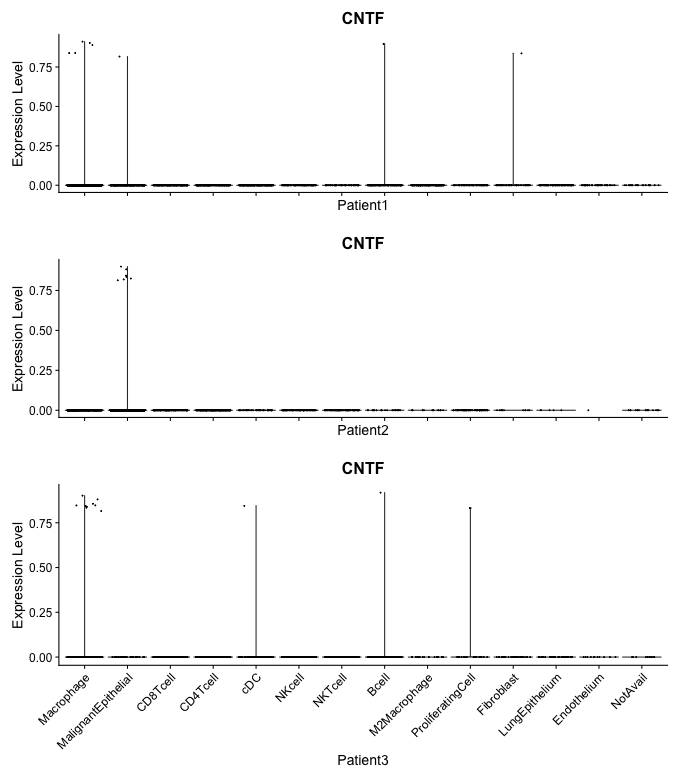 CNTF
Expression Level
0.75
0.50
0.25
0.00
Patient1
CNTF
Expression Level
0.75
0.50
0.25
0.00
Patient2
CNTF
Expression Level
0.75
0.50
0.25
0.00
Macrophage
MalignantEpithelial
CD8Tcell
CD4Tcell
cDC
NKcell
NKTcell
Bcell
M2Macrophage
ProliferatingCell
Fibroblast
LungEpithelium
Endothelium
NotAvail
Patient3